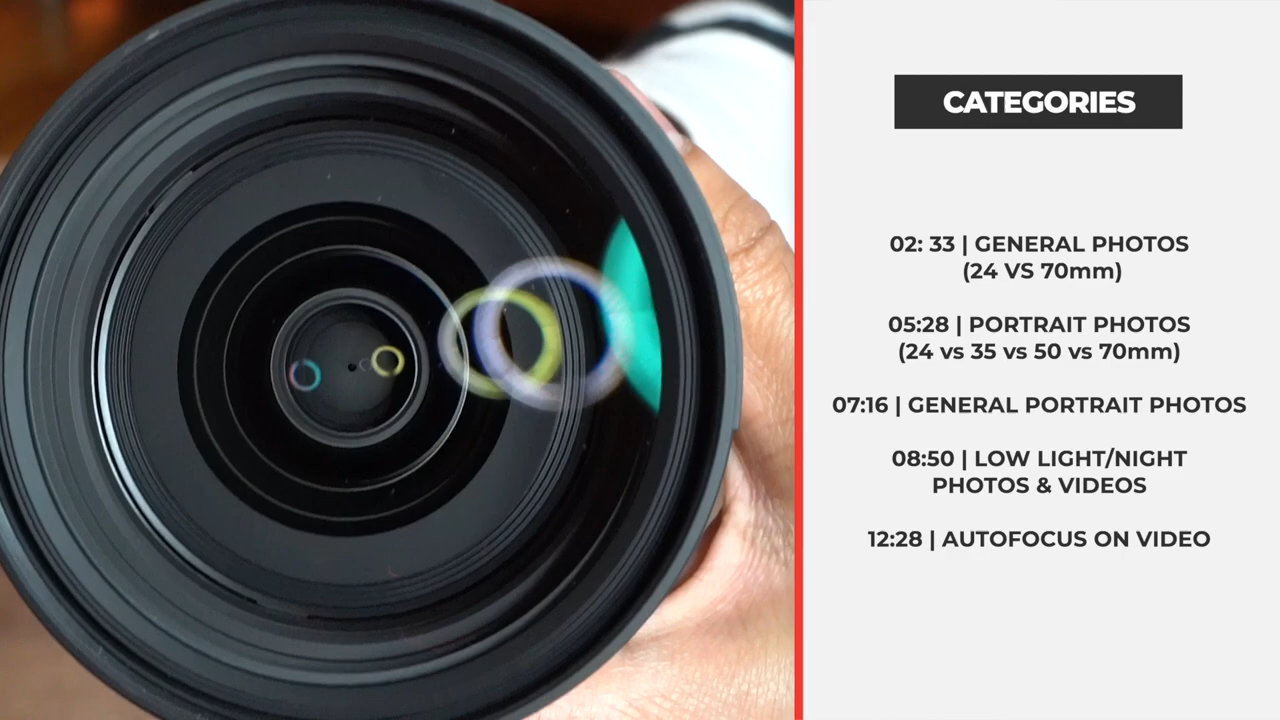 CATEGORIES
02: 33 | GENERAL PHOTOS
(24 VS 70mm)
05:28 | PORTRAIT PHOTOS
(24 vs 35 vs 50 vs 70mm)
07:16 | GENERAL PORTRAIT PHOTOS
08:50 | LOW LIGHT/NIGHT
PHOTOS & VIDEOS
12:28 | AUTOFOCUS ON VIDEO